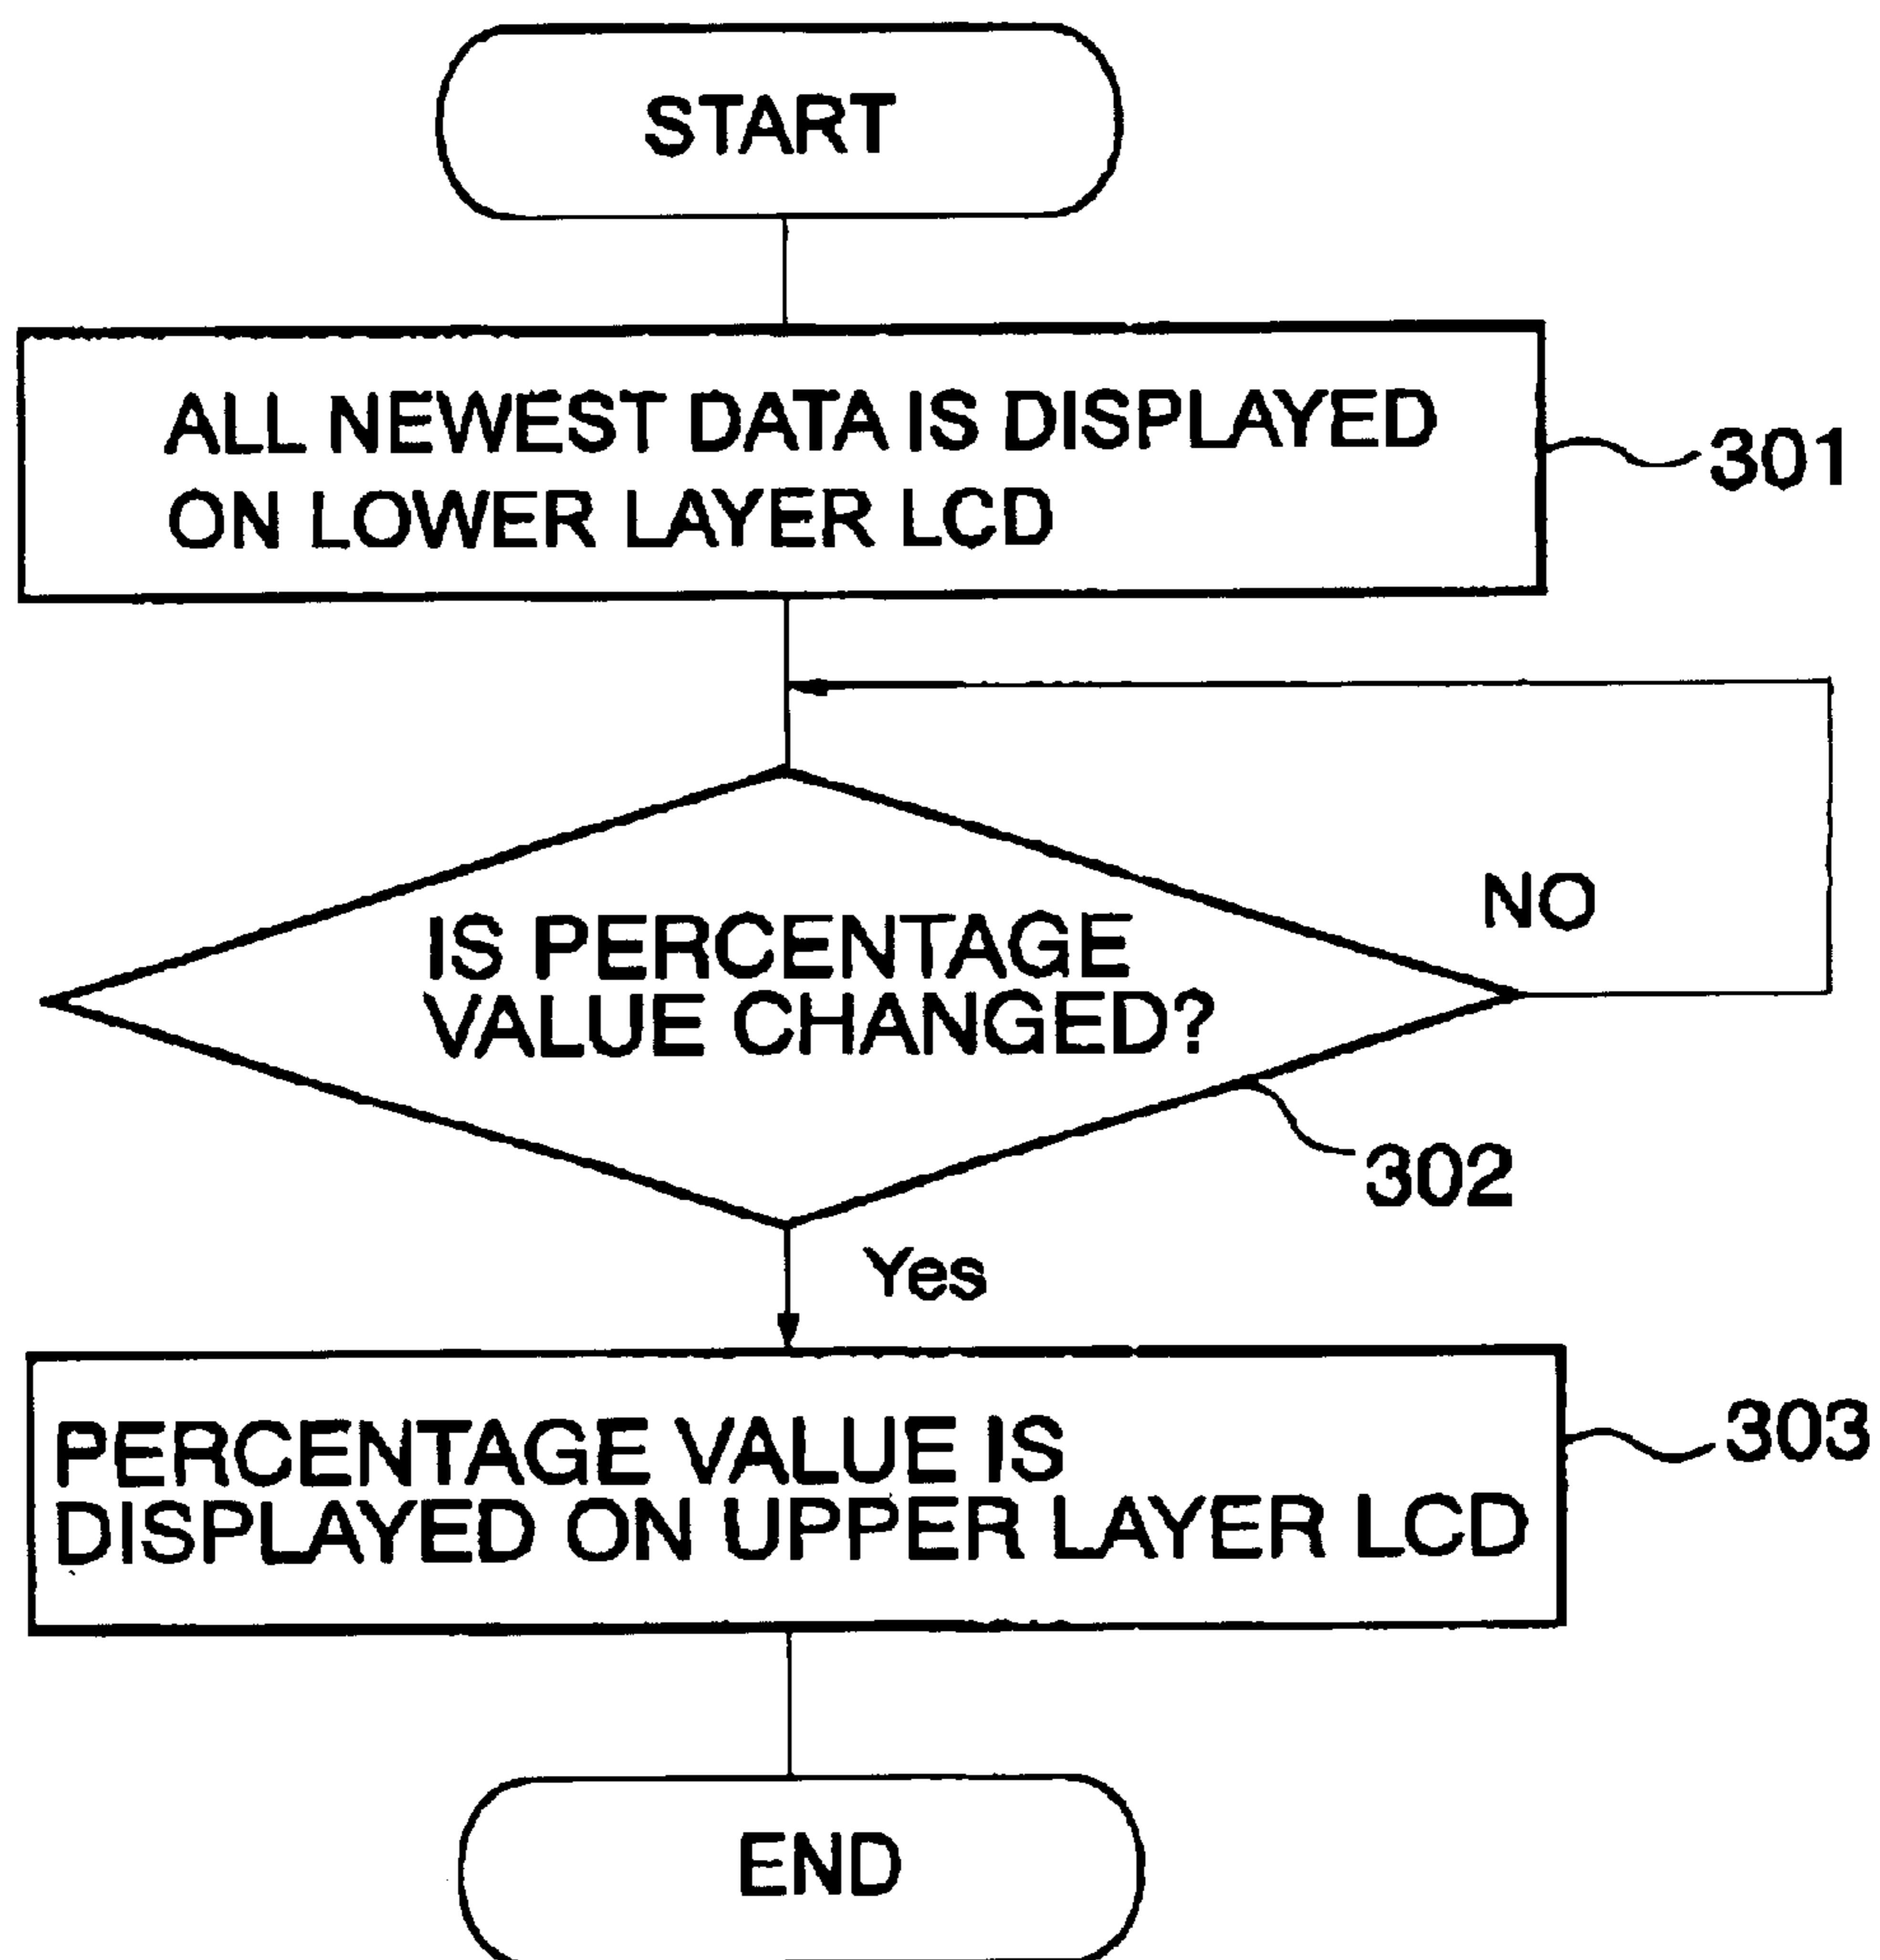 START
ALL NEWEST DATA IS DISPLAYED
ON LOWER LAYER LCD
301
NO
IS PERCENTAGE
VALUE CHANGED?
302
Yes
PERCENTAGE VALUE IS
DISPLAYED ON UPPER LAYER LCD
303
END